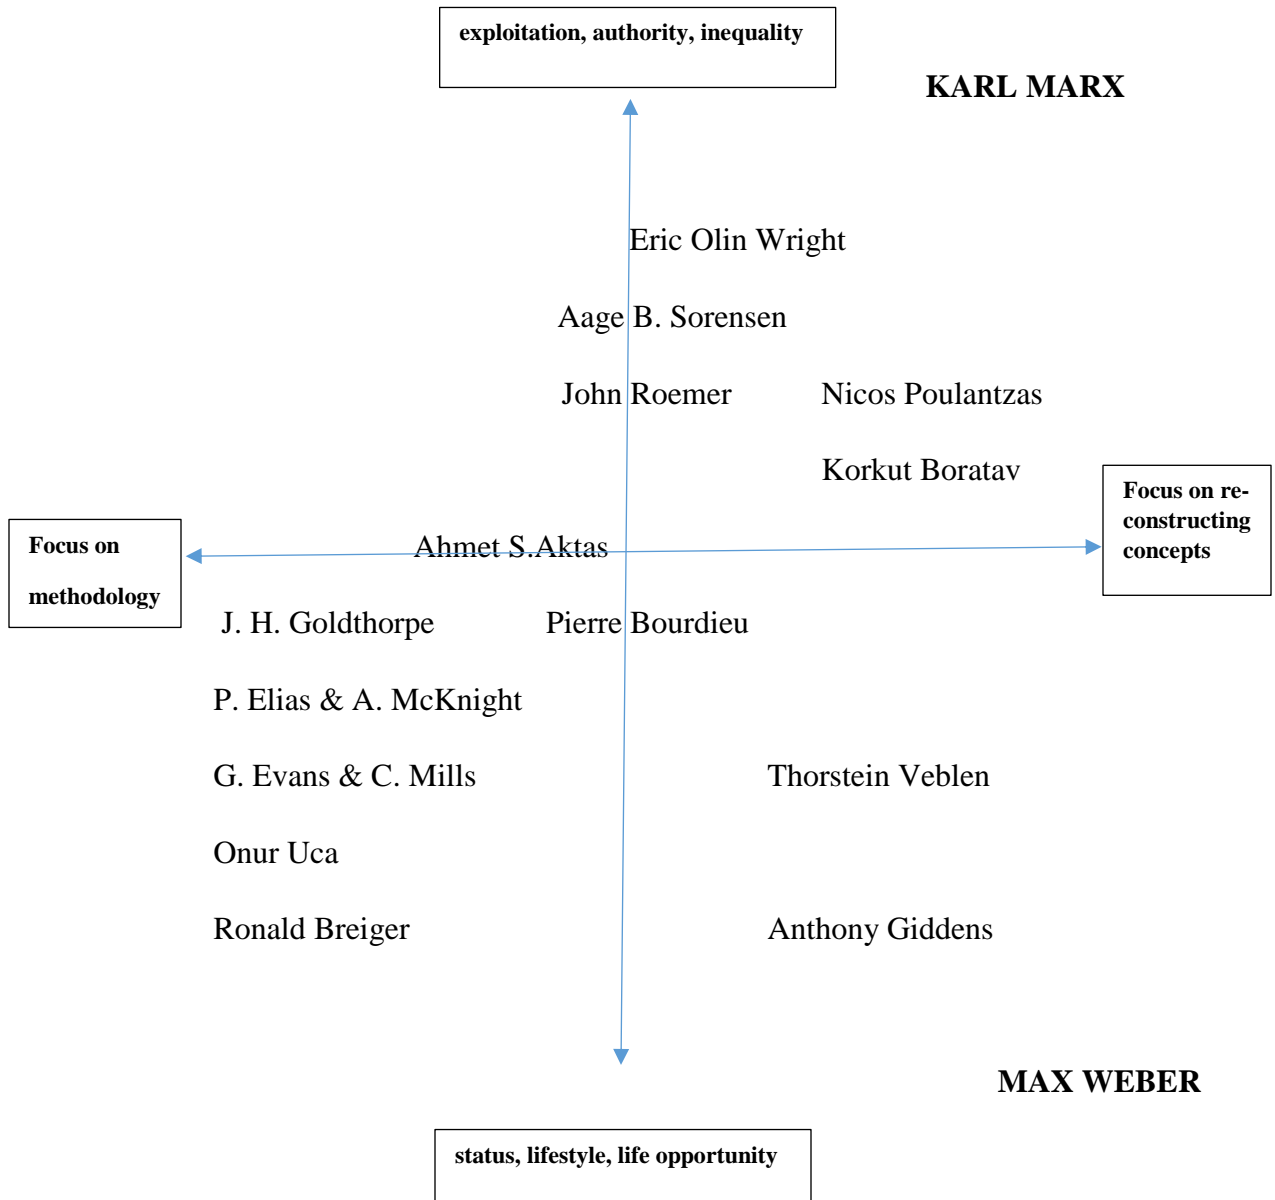 exploitation, authority, inequality
KARL MARX
Eric Olin Wright
Aage B. Sorensen
John Roemer
Nicos Poulantzas
Korkut Boratav
Focus on re-
constructing
concepts
Focus on
methodology
Ahmet S.Aktas
J. H. Goldthorpe
Pierre Bourdieu
P. Elias & A. McKnight
G. Evans & C. Mills
Thorstein Veblen
Onur Uca
Ronald Breiger
Anthony Giddens
MAX WEBER
status, lifestyle, life opportunity